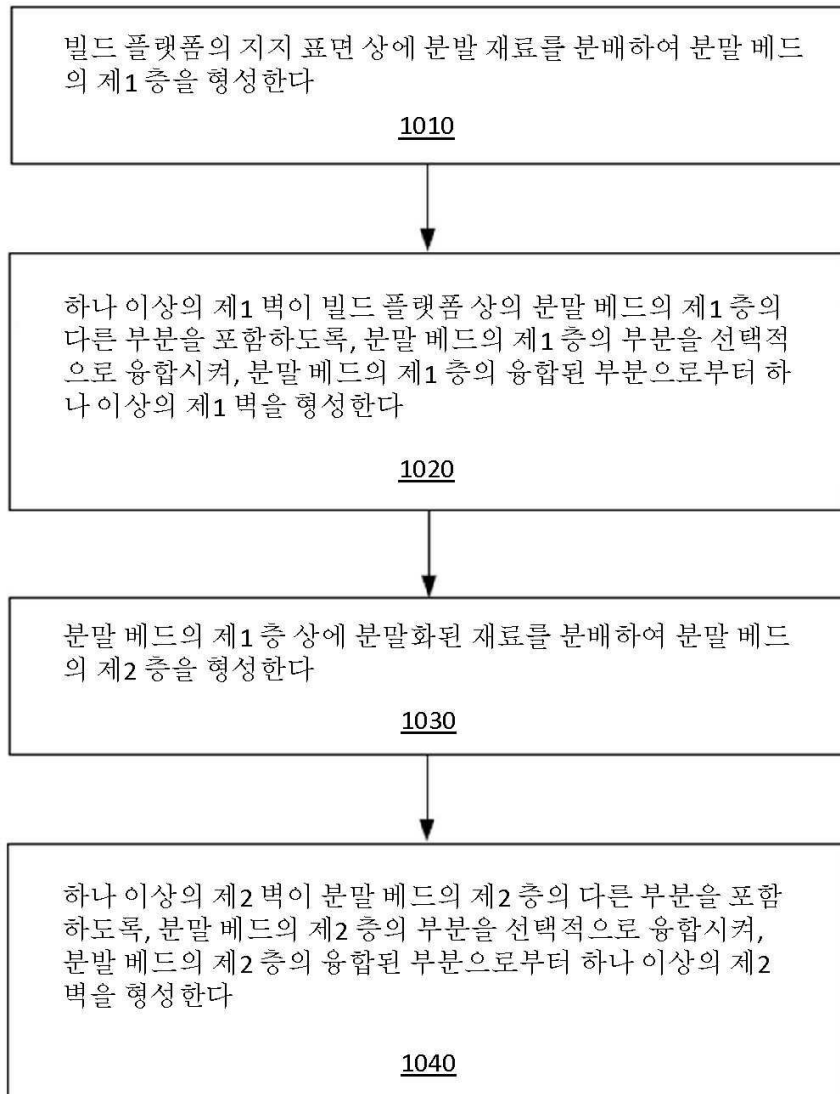 빌드 플랫폼의 지지 표면 상에 분발 재료를 분배하여 분말 베드
의 제1 층을 형성한다
1010
하나 이상의 제1 벽이 빌드 플랫폼 상의 분말 베드의 제1 층의
다른 부분을 포함하도록, 분말 베드의 제1 층의 부분을 선택적
으로 융합시켜, 분말 베드의 제1 층의 융합된 부분으로부터 하
나 이상의 제1 벽을 형성한다
1020
분말 베드의 제1 층 상에 분말화된 재료를 분배하여 분말 베드
의 제2 층을 형성한다
1030
하나 이상의 제2 벽이 분말 베드의 제2 층의 다른 부분을 포함
하도록, 분말 베드의 제2 층의 부분을 선택적으로 융합시켜,
분발 베드의 제2 층의 융합된 부분으로부터 하나 이상의 제2
벽을 형성한다
1040